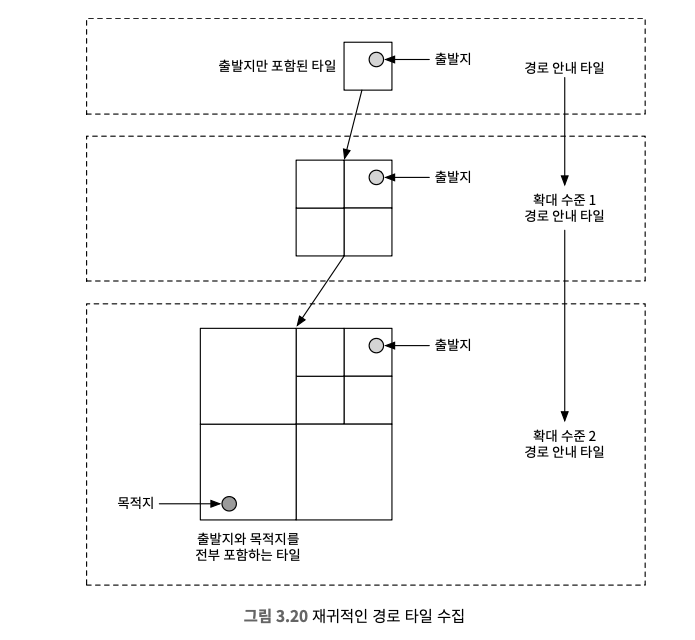 출발지만 포함된 타일
출발지
경로 안내 타일
출발지
확대 수준 1
경로 안내 타일
출발지
확대 수준 2
경로 안내 타일
목적지
출발지와 목적지를
전부 포함하는 타일
그림 3.20 재귀적인 경로 타일 수집